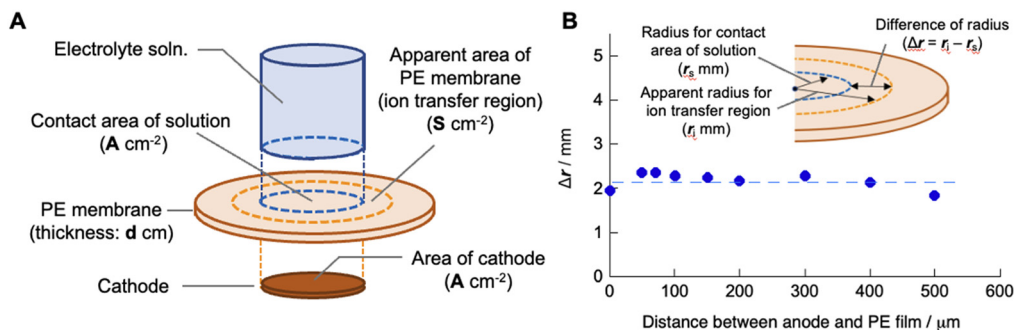 A
Electrolyte soln.
Apparent area of
PE membrane
(ion transfer region)
(S cm-2)
Contact area of solution
(A cm-2)
PE membrane
(thickness: d cm)
Area of cathode
(A cm-2)
Cathode
B
Radius for contact
area of solution
(rs mm)
Apparent radius for
ion transfer region
(ri mm)
Difference of radius
(Δr = ri – rs)
Δr / mm
5
4
3
2
1
0
0 100 200 300 400 500 600
Distance between anode and PE film / μm